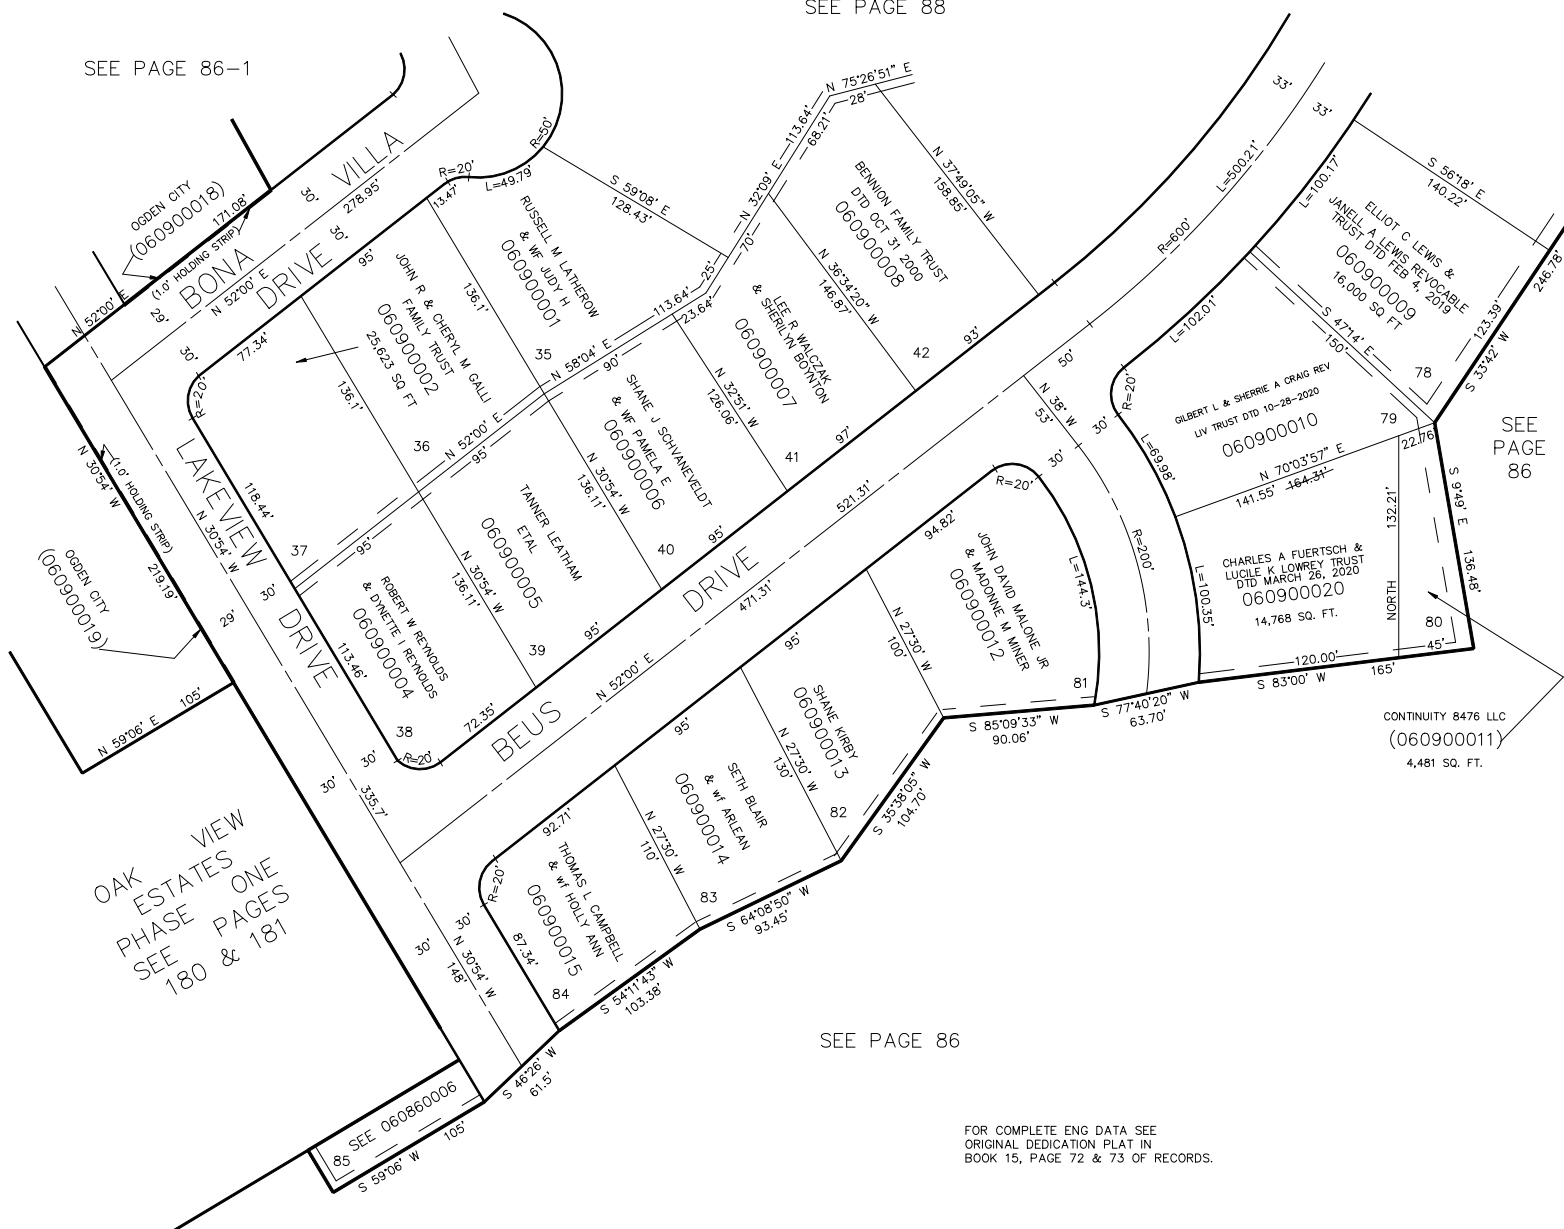 SEE PAGE 88
SEE PAGE 86-1
OGDEN CITY
(060900018)
171.08'
(1.0' HOLDING STRIP)
N 52°00' E
29'
30'
30'
BONA VILLA
DRIVE
278.95'
N 52°00' E
R=20'
13.47'
L=49.79'
R=50'
S 59°08' E
128.43'
RUSSELL M LATHEROW
& WF JUDY H
060900001
35
136.1'
95'
JOHN R & CHERYL M GALLI
FAMILY TRUST
060900002
25,623 SQ FT
36
136.1'
77.34'
30'
R=20'
118.44'
37
N 30°54' W
(1.0' HOLDING STRIP)
219.19'
OGDEN CITY
(060900019)
LAKEVIEW
DRIVE
N 30°54' W
30'
29'
N 58°04' E
113.64'
90'
23.64'
25'
70'
N 32°09' E
113.64'
68.21'
N 75°26'51" E
28'
N 52°00' E
95'
95'
BENNION FAMILY TRUST
DTD OCT 31 2000
060900008
N 37°49'05" W
158.85'
42
93'
N 36°34'20" W
146.87'
LEE R WALCZAK
& SHERILYN BOYNTON
060900007
N 32°51' W
126.06'
41
97'
SHANE J SCHVANEVELDT
& WF PAMELA E
060900006
N 30°54' W
136.11'
40
95'
TANNER LEATHAM
ETAL
060900005
N 30°54' W
136.11'
39
95'
ROBERT W REYNOLDS
& DYNETTE I REYNOLDS
060900004
113.46'
38
R=20'
72.35'
BEUS
DRIVE
N 52°00' E
471.31'
521.31'
50'
L=500.21'
R=600'
33'
33'
L=100.17'
S 56°18' E
140.22'
ELLIOT C LEWIS &
JANELL A LEWIS REVOCABLE
TRUST DTD FEB 4, 2019
060900009
16,000 SQ FT
246.78'
123.39'
S 33°42' W
78
S 47°14' E
150'
L=102.01'
R=20'
GILBERT L & SHERRIE A CRAIG REV
LIV TRUST DTD 10-28-2020
060900010
79
N 70°03'57" E
141.55' 164.31'
22.76'
L=69.98'
N 38° W
53'
30'
30'
R=20'
94.82'
R=200'
L=144.3'
L=100.35'
SEE
PAGE
86
S 9°49' E
136.48'
132.21'
NORTH
CHARLES A FUERTSCH &
LUCILE K LOWREY TRUST
DTD MARCH 26, 2020
060900020
14,768 SQ. FT.
80
45'
120.00'
S 83°00' W
165'
CONTINUITY 8476 LLC
(060900011)
4,481 SQ. FT.
JOHN DAVID MALONE JR
& MADONNE M MINER
060900012
81
S 77°40'20" W
63.70'
S 85°09'33" W
90.06'
N 27°30' W
100'
95'
SHANE KIRBY
060900013
82
S 35°38'05" W
104.70'
N 27°30' W
130'
95'
SETH BLAIR
& wf ARLEAN
060900014
83
S 64°08'50" W
93.45'
N 27°30' W
110'
92.71'
THOMAS L CAMPBELL
& wf HOLLY ANN
060900015
84
S 54°11'43" W
103.38'
R=20'
87.34'
30'
30'
N 30°54' W
148'
S 46°26' W
61.5'
30'
30'
335.7'
N 59°06' E
105'
OAK VIEW
ESTATES
PHASE ONE
SEE PAGES
180 & 181
SEE 060860006
85
S 59°06' W
105'
SEE PAGE 86
FOR COMPLETE ENG DATA SEE
ORIGINAL DEDICATION PLAT IN
BOOK 15, PAGE 72 & 73 OF RECORDS.